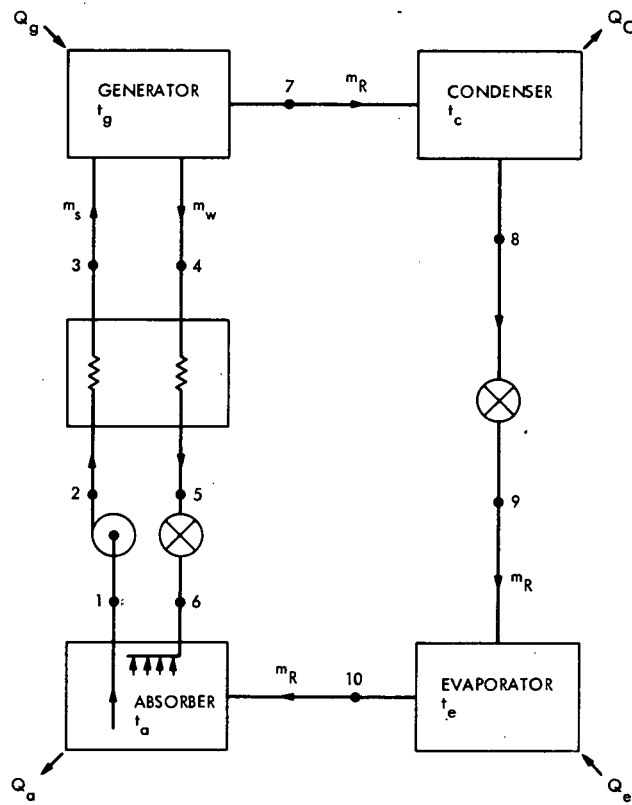 Q_g
Q_C
GENERATOR
t_g
7
m_R
CONDENSER
t_c
m_s
m_w
3
4
8
2
5
9
1
6
m_R
m_R
10
ABSORBER
t_a
EVAPORATOR
t_e
Q_a
Q_e